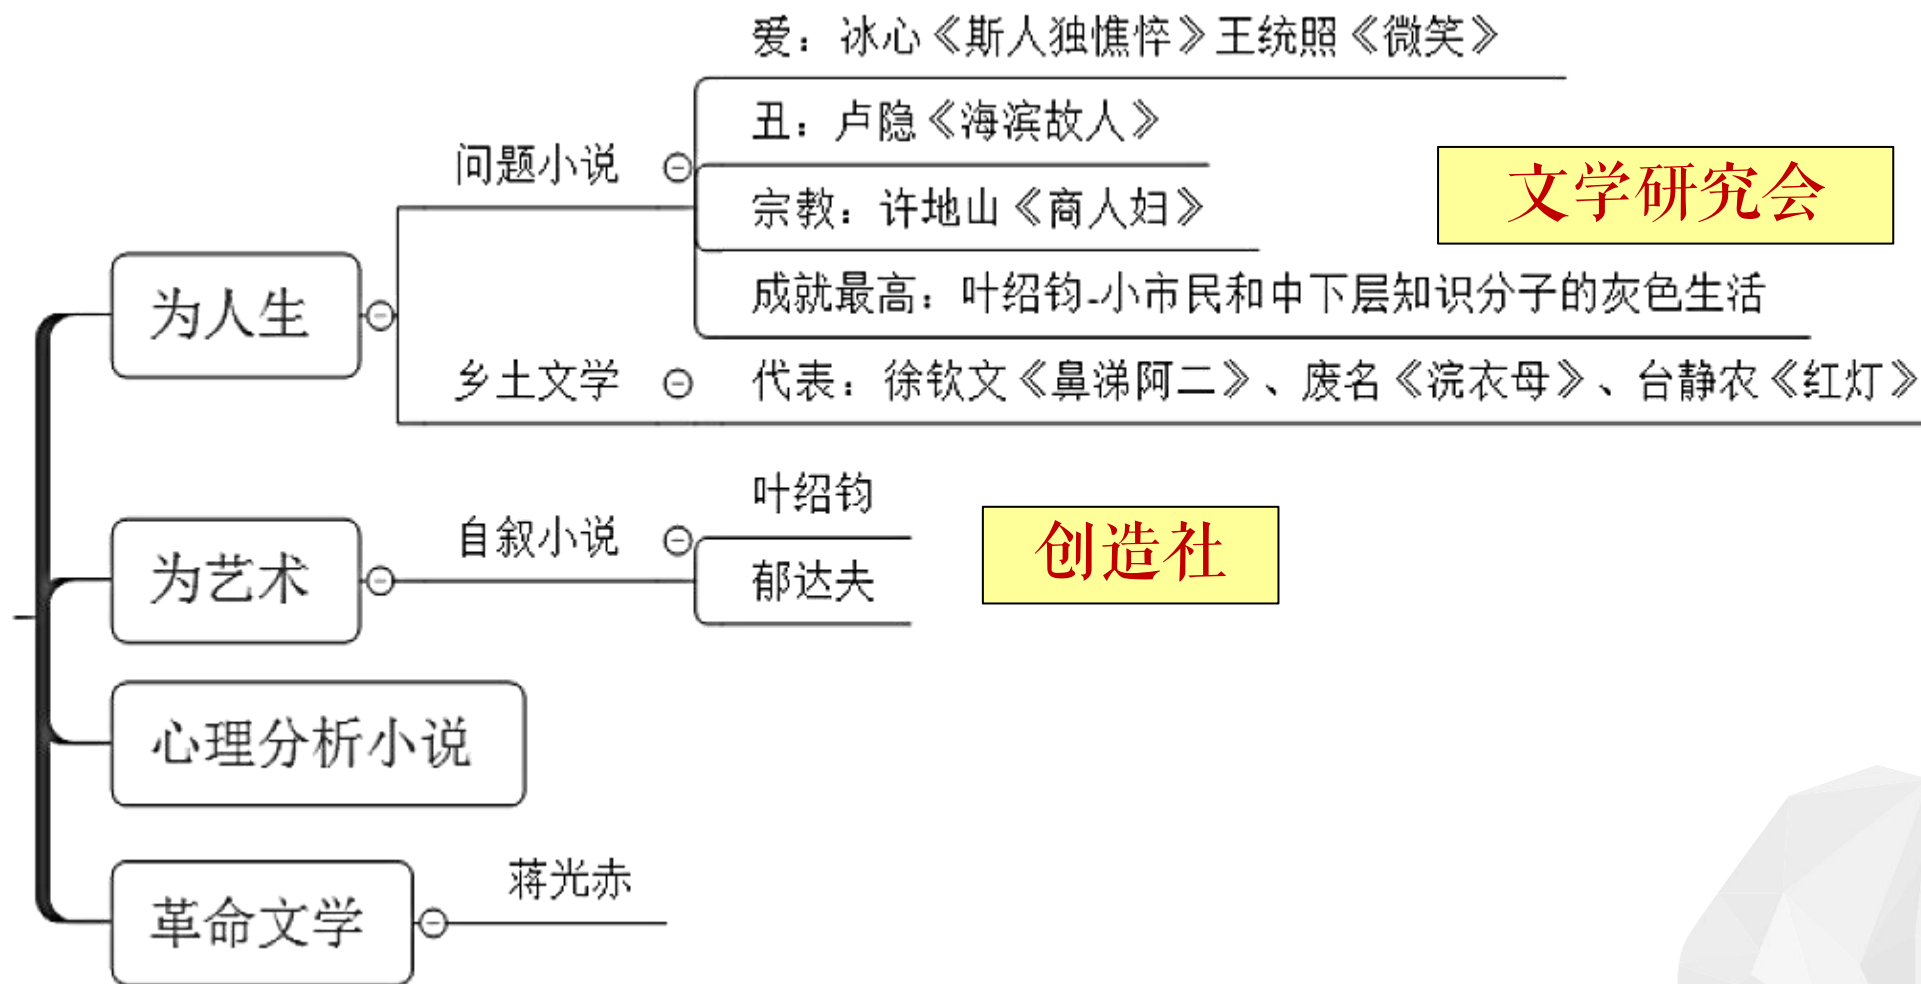 爱：冰心《斯人独憔悴》王统照《微笑》
丑：卢隐《海滨故人》
问题小说
宗教：许地山《商人妇》
文学研究会
为人生
成就最高：叶绍钧-小市民和中下层知识分子的灰色生活
乡土文学
代表：徐钦文《鼻涕阿二》、废名《浣衣母》、台静农《红灯》
叶绍钧
自叙小说
创造社
为艺术
郁达夫
心理分析小说
蒋光赤
革命文学